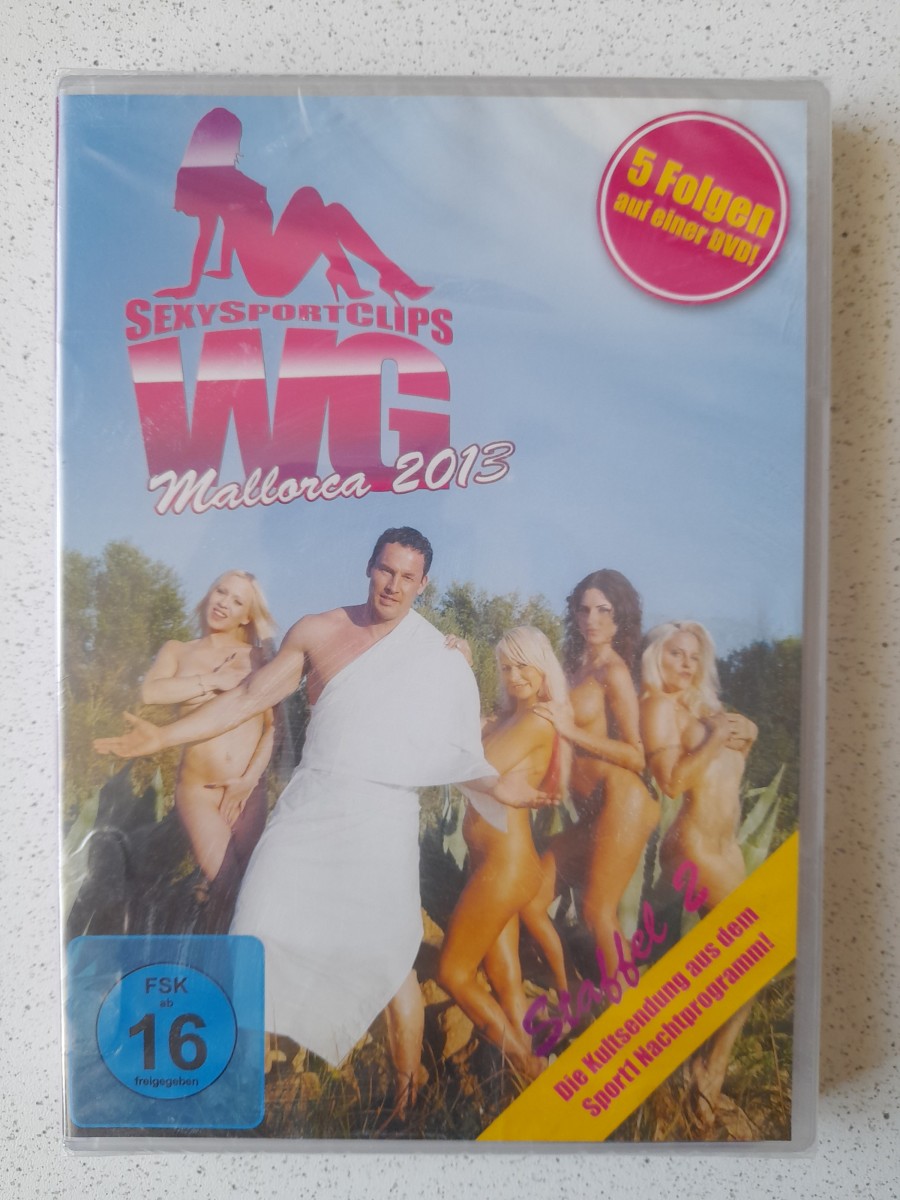 5 Folgen
auf einer DVD!
SEXYSPORTCLIPS
WG
Mallorca 2013
Staffel 2
Die Kultsendung aus dem
Sport1 Nachtprogramm!
FSK
ab
16
freigegeben